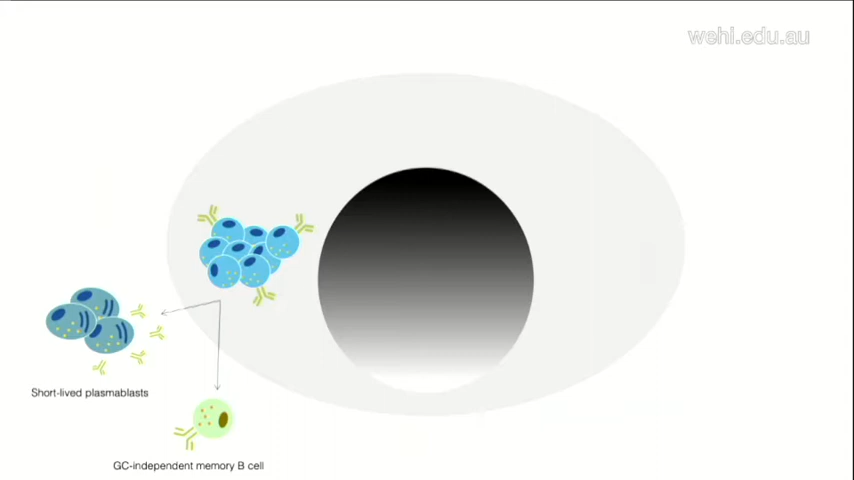 wehi.edu.au
Short-lived plasmablasts
GC-independent memory B cell